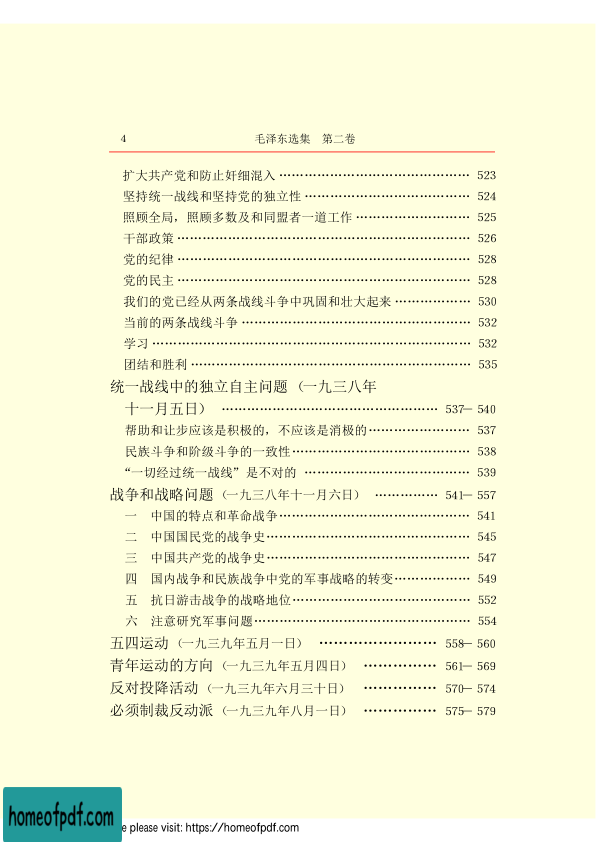 4 毛泽东选集 第二卷
扩大共产党和防止奸细混入 …………………………………… 523
坚持统一战线和坚持党的独立性 ……………………………… 524
照顾全局，照顾多数及和同盟者一道工作 …………………… 525
干部政策 ………………………………………………………… 526
党的纪律 ………………………………………………………… 528
党的民主 ………………………………………………………… 528
我们的党已经从两条战线斗争中巩固和壮大起来 …………… 530
当前的两条战线斗争 …………………………………………… 532
学习 ……………………………………………………………… 532
团结和胜利 ……………………………………………………… 535
统一战线中的独立自主问题（一九三八年
十一月五日） ………………………………………… 537— 540
帮助和让步应该是积极的，不应该是消极的 ………………… 537
民族斗争和阶级斗争的一致性 ………………………………… 538
“一切经过统一战线”是不对的 ……………………………… 539
战争和战略问题（一九三八年十一月六日） …………… 541— 557
一 中国的特点和革命战争 …………………………………… 541
二 中国国民党的战争史 ……………………………………… 545
三 中国共产党的战争史 ……………………………………… 547
四 国内战争和民族战争中党的军事战略的转变 …………… 549
五 抗日游击战争的战略地位 ………………………………… 552
六 注意研究军事问题 ………………………………………… 554
五四运动（一九三九年五月一日） …………………… 558— 560
青年运动的方向（一九三九年五月四日） …………… 561— 569
反对投降活动（一九三九年六月三十日） …………… 570— 574
必须制裁反动派（一九三九年八月一日） …………… 575— 579
homeofpdf.com
please visit: https://homeofpdf.com